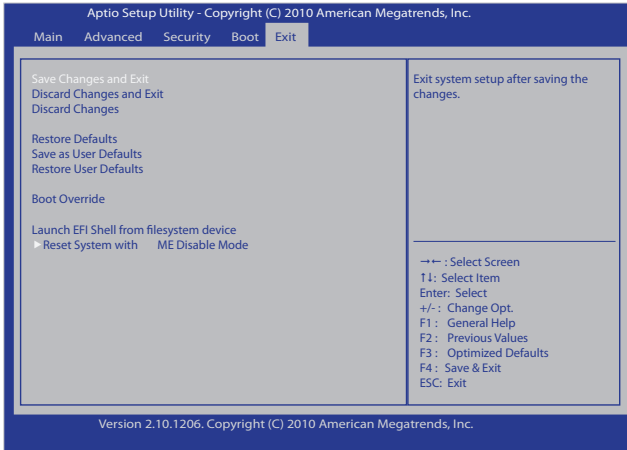 Aptio Setup Utility - Copyright (C) 2010 American Megatrends, Inc.
Main Advanced Security Boot Exit
Save Changes and Exit
Discard Changes and Exit
Discard Changes
Restore Defaults
Save as User Defaults
Restore User Defaults
Boot Override
Launch EFI Shell from filesystem device
▶Reset System with ME Disable Mode
Exit system setup after saving the
changes.
→← : Select Screen
↑↓: Select Item
Enter: Select
+/- : Change Opt.
F1 : General Help
F2 : Previous Values
F3 : Optimized Defaults
F4 : Save & Exit
ESC: Exit
Version 2.10.1206. Copyright (C) 2010 American Megatrends, Inc.